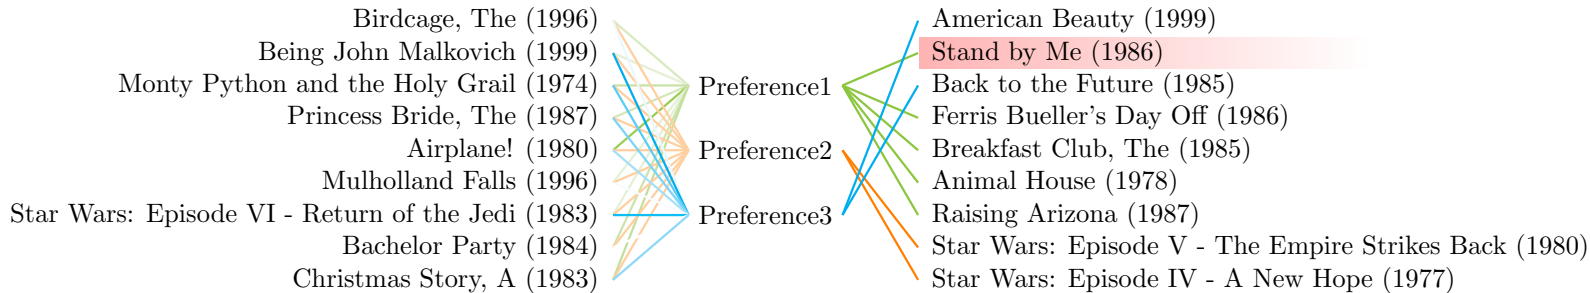 Birdcage, The (1996)
Being John Malkovich (1999)
Monty Python and the Holy Grail (1974)
Princess Bride, The (1987)
Airplane! (1980)
Mulholland Falls (1996)
Star Wars: Episode VI - Return of the Jedi (1983)
Bachelor Party (1984)
Christmas Story, A (1983)
Preference1
Preference2
Preference3
American Beauty (1999)
Stand by Me (1986)
Back to the Future (1985)
Ferris Bueller's Day Off (1986)
Breakfast Club, The (1985)
Animal House (1978)
Raising Arizona (1987)
Star Wars: Episode V - The Empire Strikes Back (1980)
Star Wars: Episode IV - A New Hope (1977)